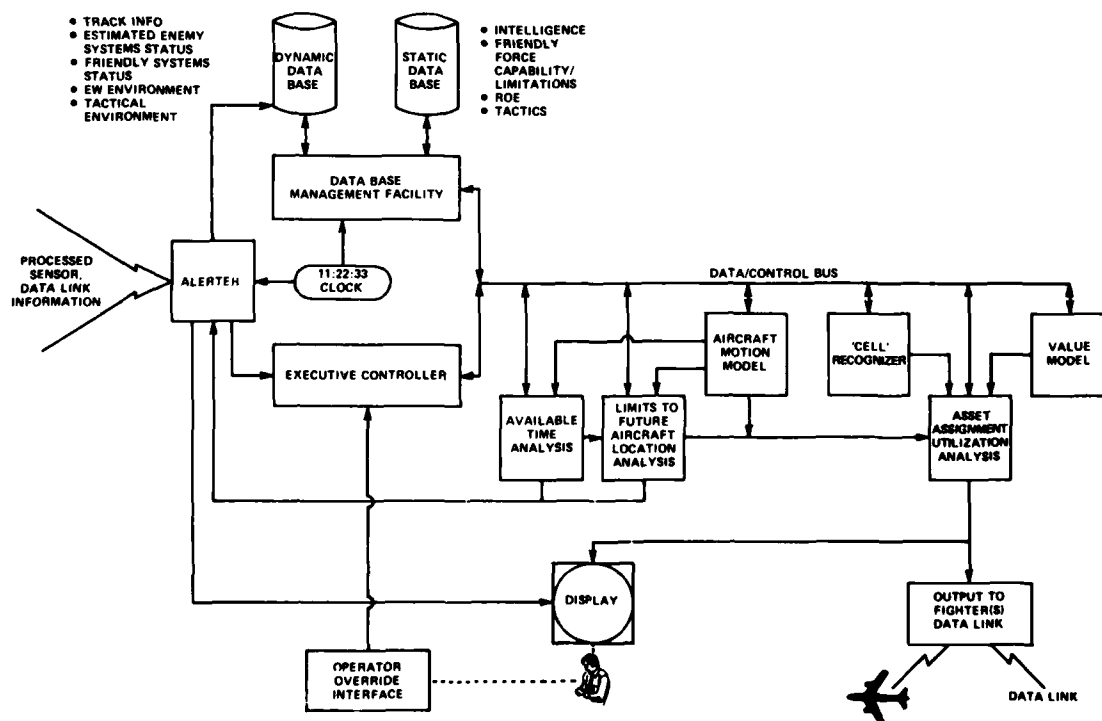 • TRACK INFO
• ESTIMATED ENEMY
SYSTEMS STATUS
• FRIENDLY SYSTEMS
STATUS
• EW ENVIRONMENT
• TACTICAL
ENVIRONMENT
DYNAMIC
DATA
BASE
STATIC
DATA
BASE
• INTELLIGENCE
• FRIENDLY
FORCE
CAPABILITY/
LIMITATIONS
• ROE
• TACTICS
DATA BASE
MANAGEMENT FACILITY
PROCESSED
SENSOR,
DATA LINK
INFORMATION
ALERTEH
11:22:33
CLOCK
DATA/CONTROL BUS
EXECUTIVE CONTROLLER
AVAILABLE
TIME
ANALYSIS
LIMITS TO
FUTURE
AIRCRAFT
LOCATION
ANALYSIS
AIRCRAFT
MOTION
MODEL
'CELL'
RECOGNIZER
VALUE
MODEL
ASSET
ASSIGNMENT
UTILIZATION
ANALYSIS
DISPLAY
OUTPUT TO
FIGHTER(S)
DATA LINK
OPERATOR
OVERRIDE
INTERFACE
DATA LINK